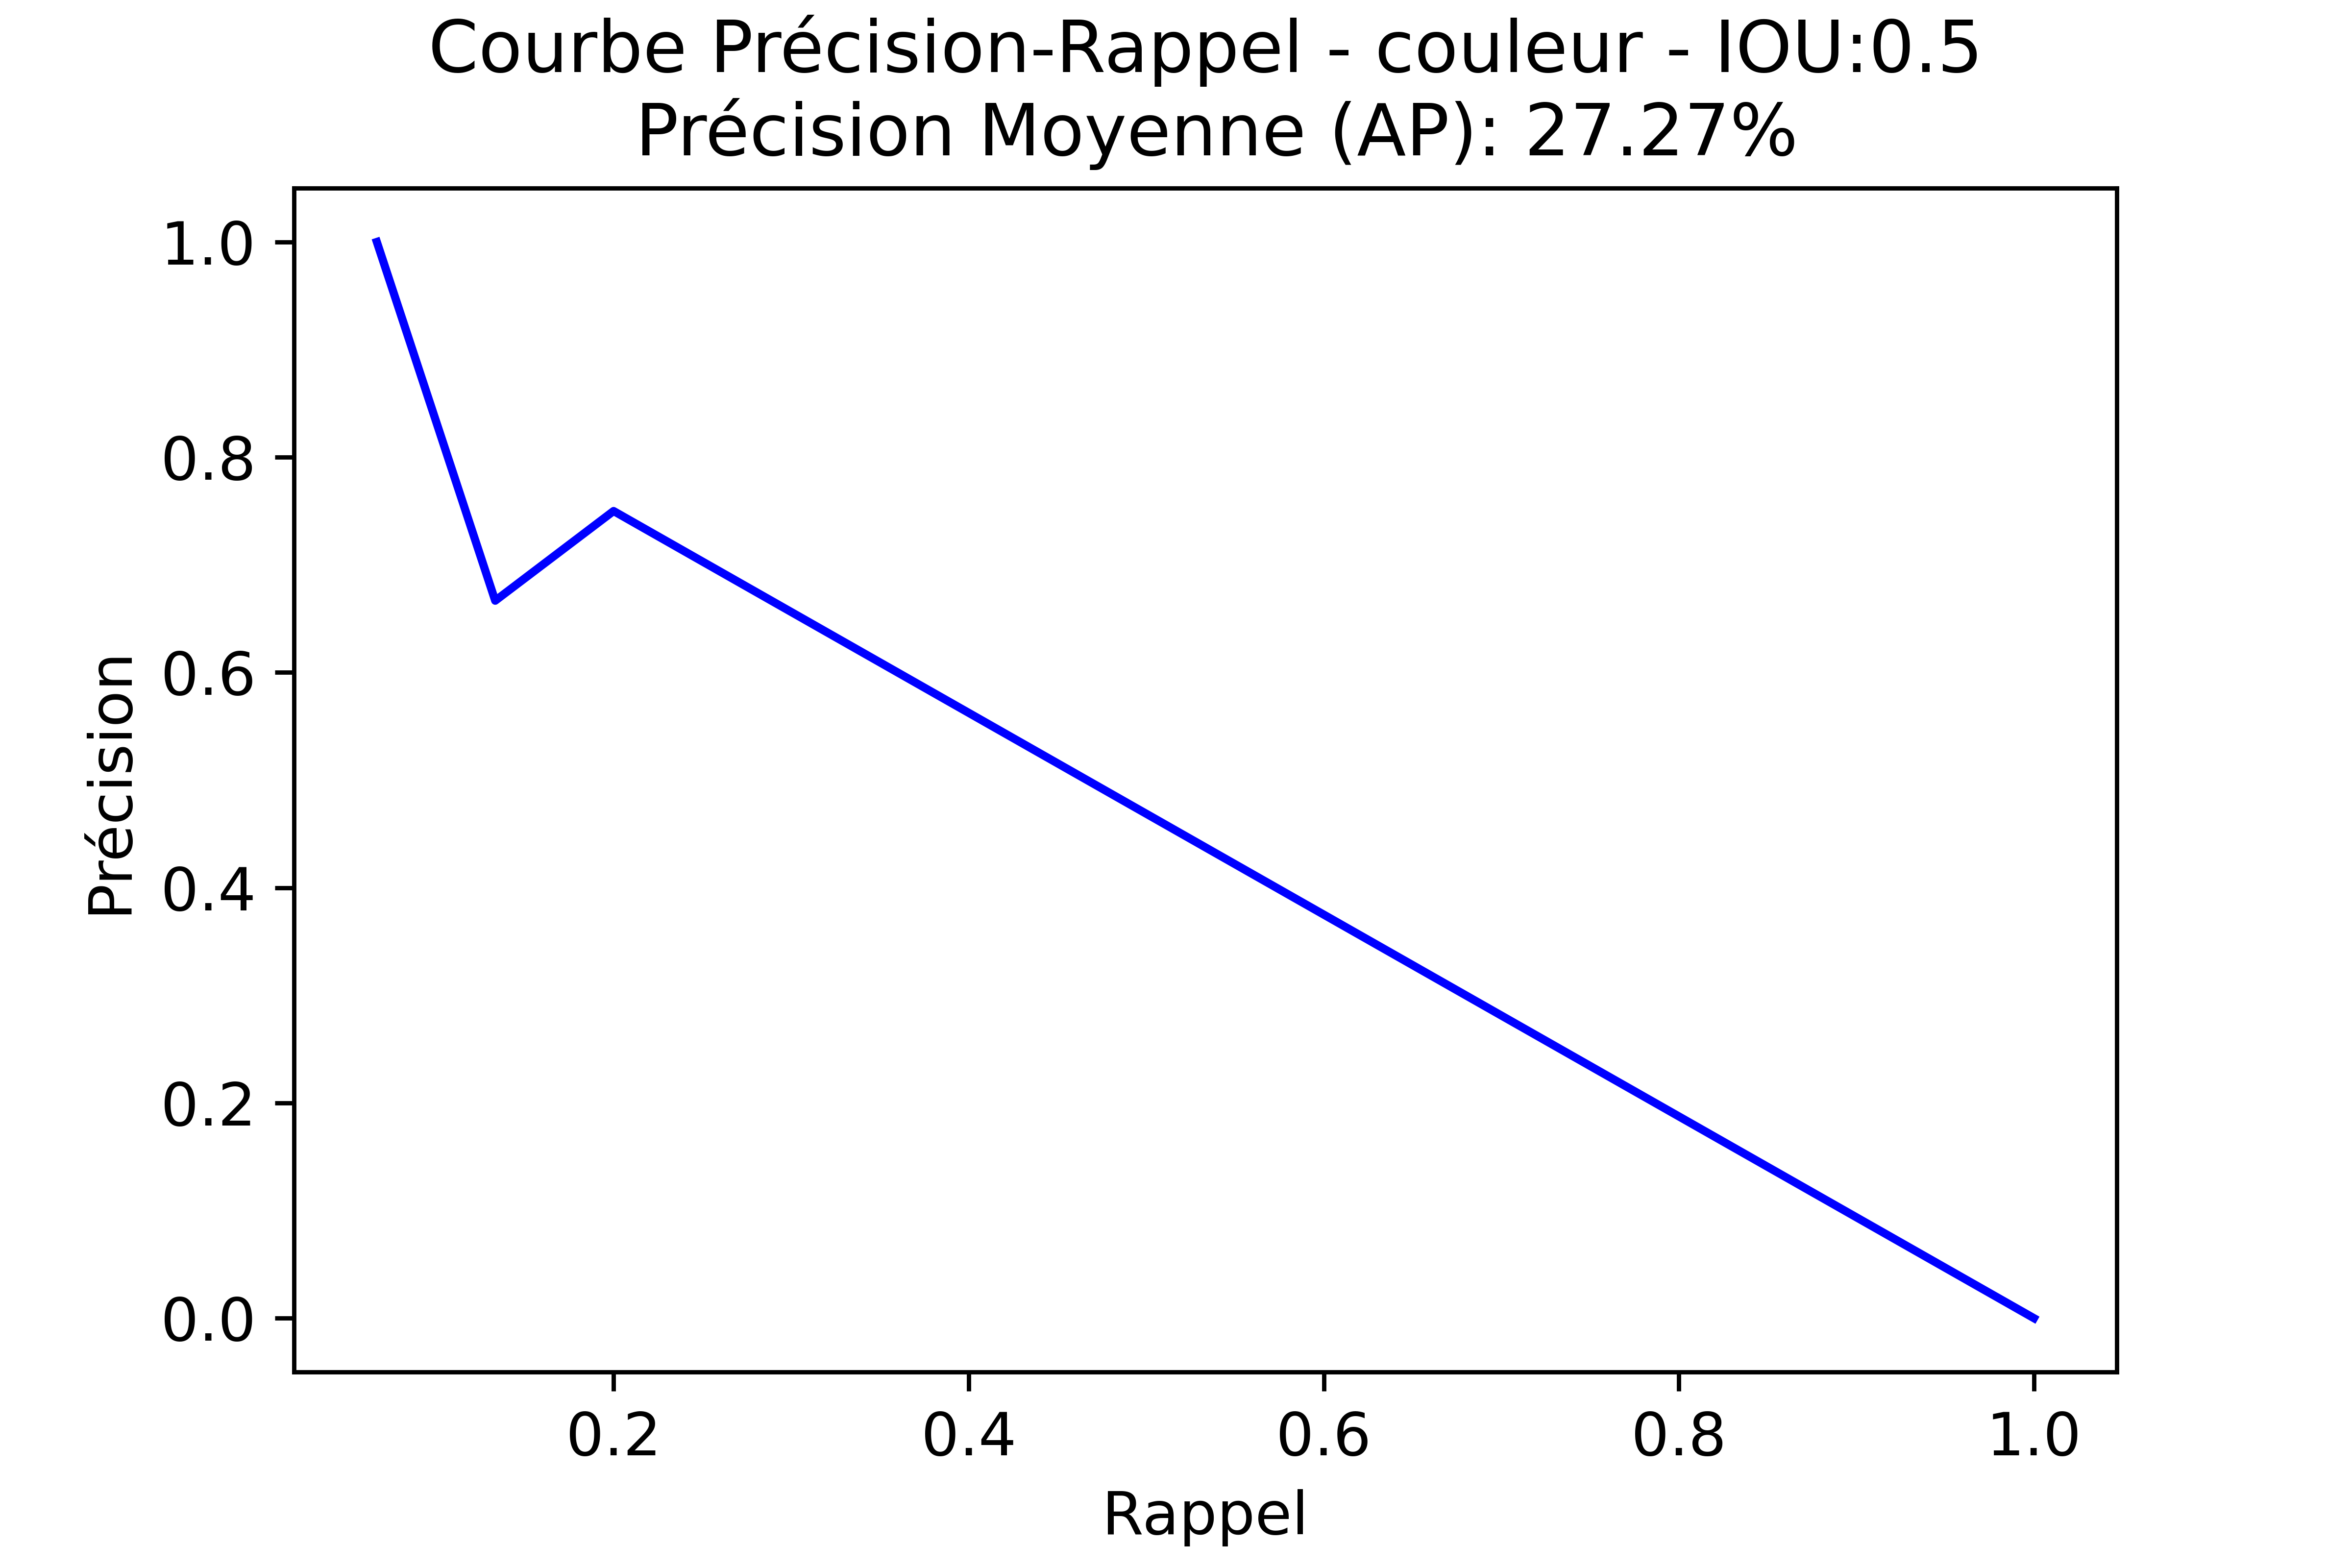 Courbe Précision-Rappel - couleur - IOU:0.5
Précision Moyenne (AP): 27.27%
1.0
0.8
0.6
0.4
0.2
0.0
Précision
0.2 0.4 0.6 0.8 1.0
Rappel